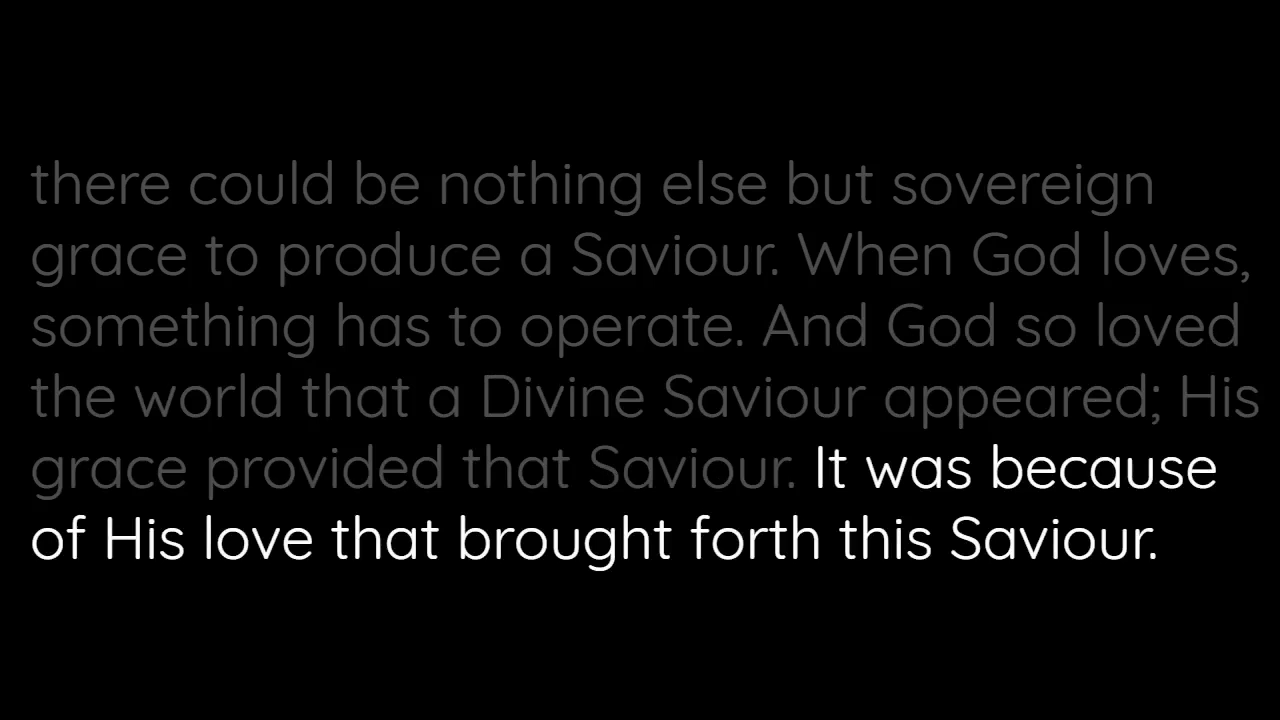 there could be nothing else but sovereign
grace to produce a Saviour. When God loves,
something has to operate. And God so loved
the world that a Divine Saviour appeared; His
grace provided that Saviour. It was because
of His love that brought forth this Saviour.